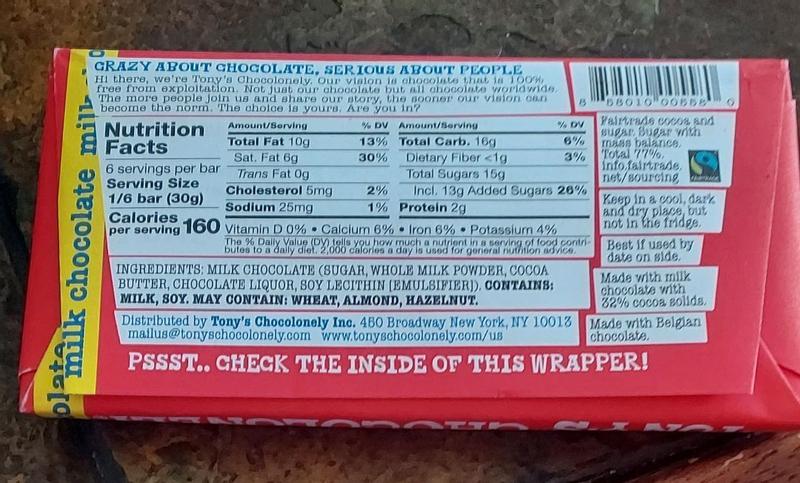 CRAZY ABOUT CHOCOLATE, SERIOUS ABOUT PEOPLE
Hi there, we're Tony's Chocolonely. Our vision is chocolate that is 100%
free from exploitation. Not just our chocolate but all chocolate worldwide.
The more people join us and share our story, the sooner our vision can
become the norm. The choice is yours. Are you in?
Nutrition
Facts
6 servings per bar
Serving Size
1/6 bar (30g)
Calories
per serving 160
Amount/Serving % DV
Total Fat 10g 13%
Sat. Fat 6g 30%
Trans Fat 0g
Cholesterol 5mg 2%
Sodium 25mg 1%
Amount/Serving % DV
Total Carb. 16g 6%
Dietary Fiber <1g 3%
Total Sugars 15g
Incl. 13g Added Sugars 26%
Protein 2g
Vitamin D 0% • Calcium 6% • Iron 6% • Potassium 4%
The % Daily Value (DV) tells you how much a nutrient in a serving of food contri-
butes to a daily diet. 2,000 calories a day is used for general nutrition advice.
INGREDIENTS: MILK CHOCOLATE (SUGAR, WHOLE MILK POWDER, COCOA
BUTTER, CHOCOLATE LIQUOR, SOY LECITHIN [EMULSIFIER]). CONTAINS:
MILK, SOY. MAY CONTAIN: WHEAT, ALMOND, HAZELNUT.
Distributed by Tony's Chocolonely Inc. 450 Broadway New York, NY 10013
mailus@tonyschocolonely.com www.tonyschocolonely.com/us
PSSST.. CHECK THE INSIDE OF THIS WRAPPER!
Fairtrade cocoa and
sugar. Sugar with
mass balance.
Total 77%.
info.fairtrade.
net/sourcing
FAIRTRADE
Keep in a cool, dark
and dry place, but
not in the fridge.
Best if used by
date on side.
Made with milk
chocolate with
32% cocoa solids.
Made with Belgian
chocolate.
milk chocolate milk